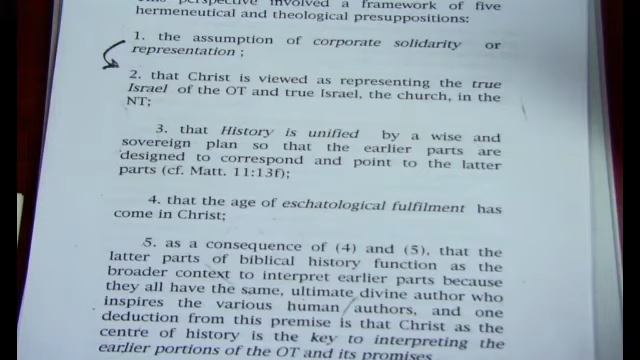 This perspective involved a framework of five
hermeneutical and theological presuppositions:
1. the assumption of corporate solidarity or
representation ;
2. that Christ is viewed as representing the true
Israel of the OT and true Israel, the church, in the
NT;
3. that History is unified by a wise and
sovereign plan so that the earlier parts are
designed to correspond and point to the latter
parts (cf. Matt. 11:13f);
4. that the age of eschatological fulfilment has
come in Christ;
5. as a consequence of (4) and (5), that the
latter parts of biblical history function as the
broader context to interpret earlier parts because
they all have the same, ultimate divine author who
inspires the various human authors, and one
deduction from this premise is that Christ as the
centre of history is the key to interpreting the
earlier portions of the OT and its promises